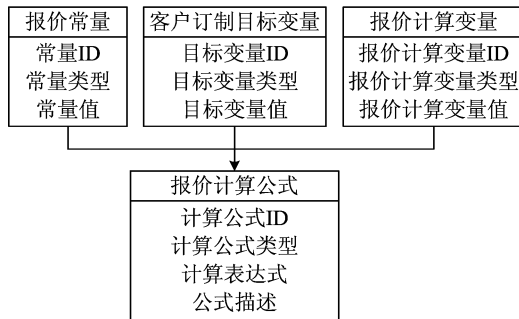 报价常量
常量ID
常量类型
常量值
客户订制目标变量
目标变量ID
目标变量类型
目标变量值
报价计算变量
报价计算变量ID
报价计算变量类型
报价计算变量值
报价计算公式
计算公式ID
计算公式类型
计算表达式
公式描述